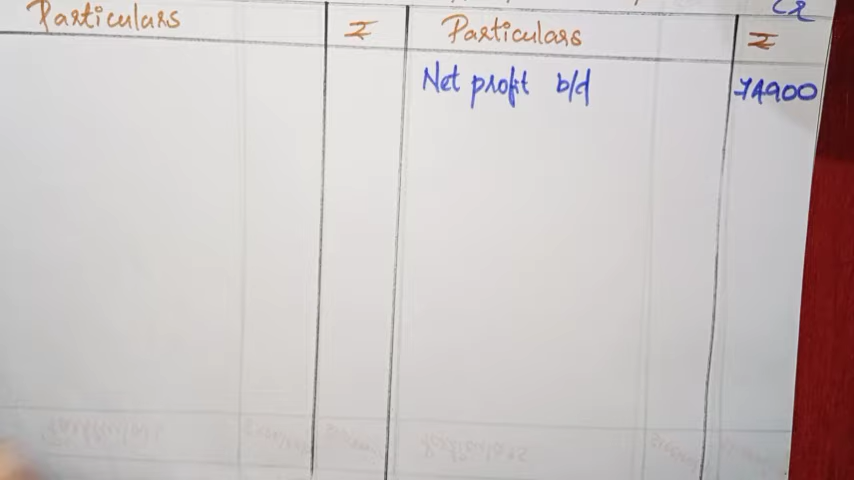 Cr
Particulars ₹ Particulars ₹
Net profit b/d 74900